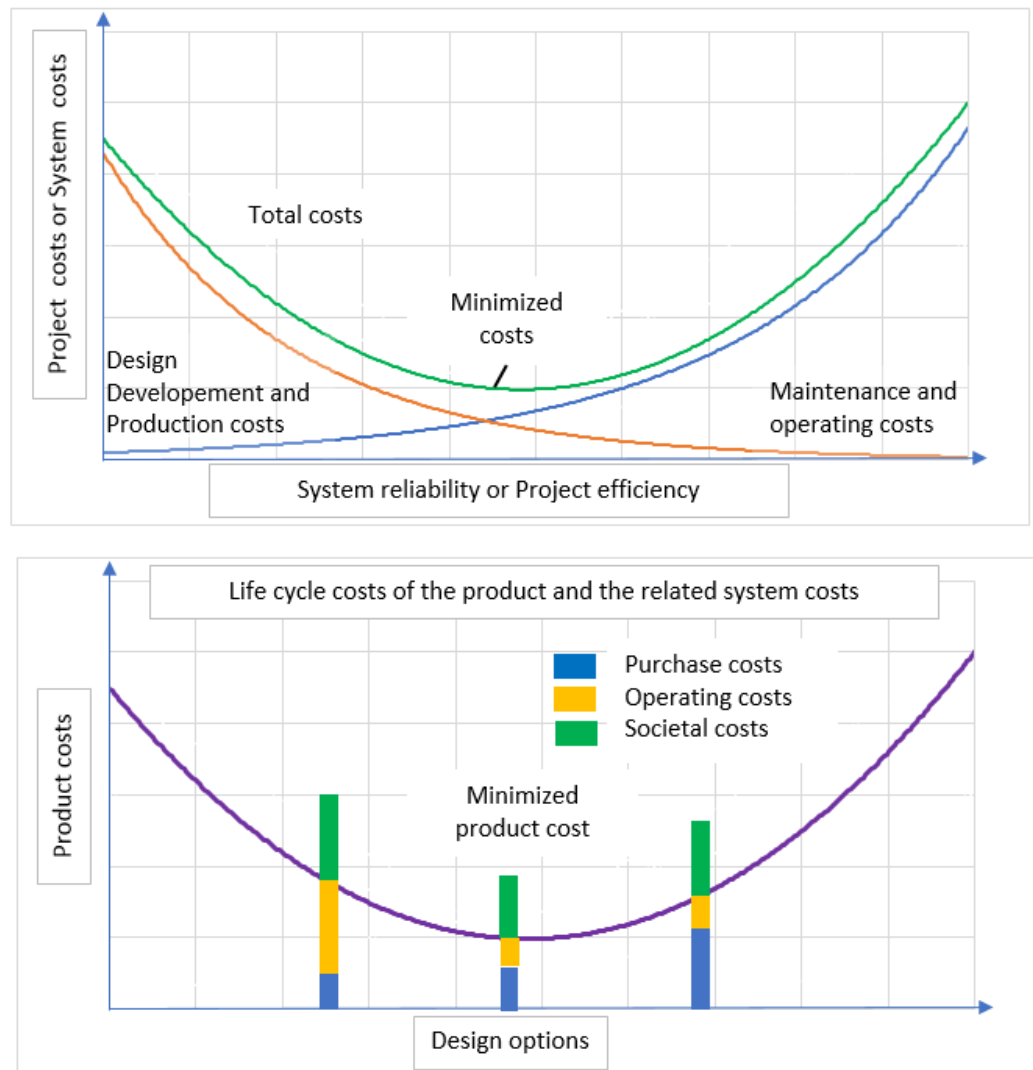 Project costs or System costs
Total costs
Minimized
costs
Design
Developement and
Production costs
Maintenance and
operating costs
System reliability or Project efficiency
Life cycle costs of the product and the related system costs
Purchase costs
Operating costs
Societal costs
Product costs
Minimized
product cost
Design options